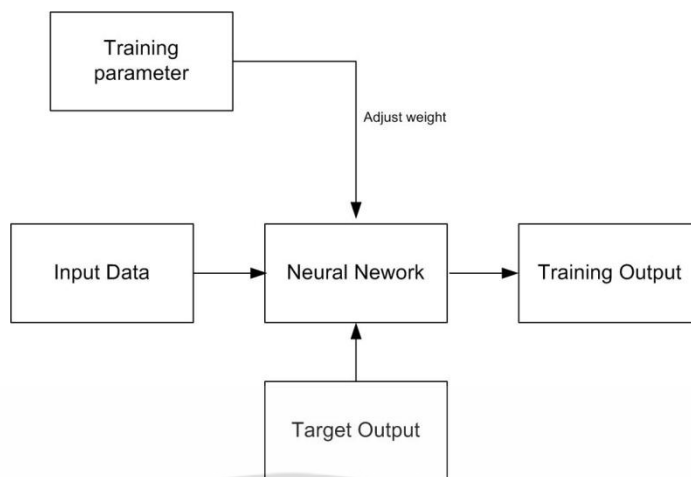 Training
parameter
Adjust weight
Input Data
Neural Nework
Training Output
Target Output